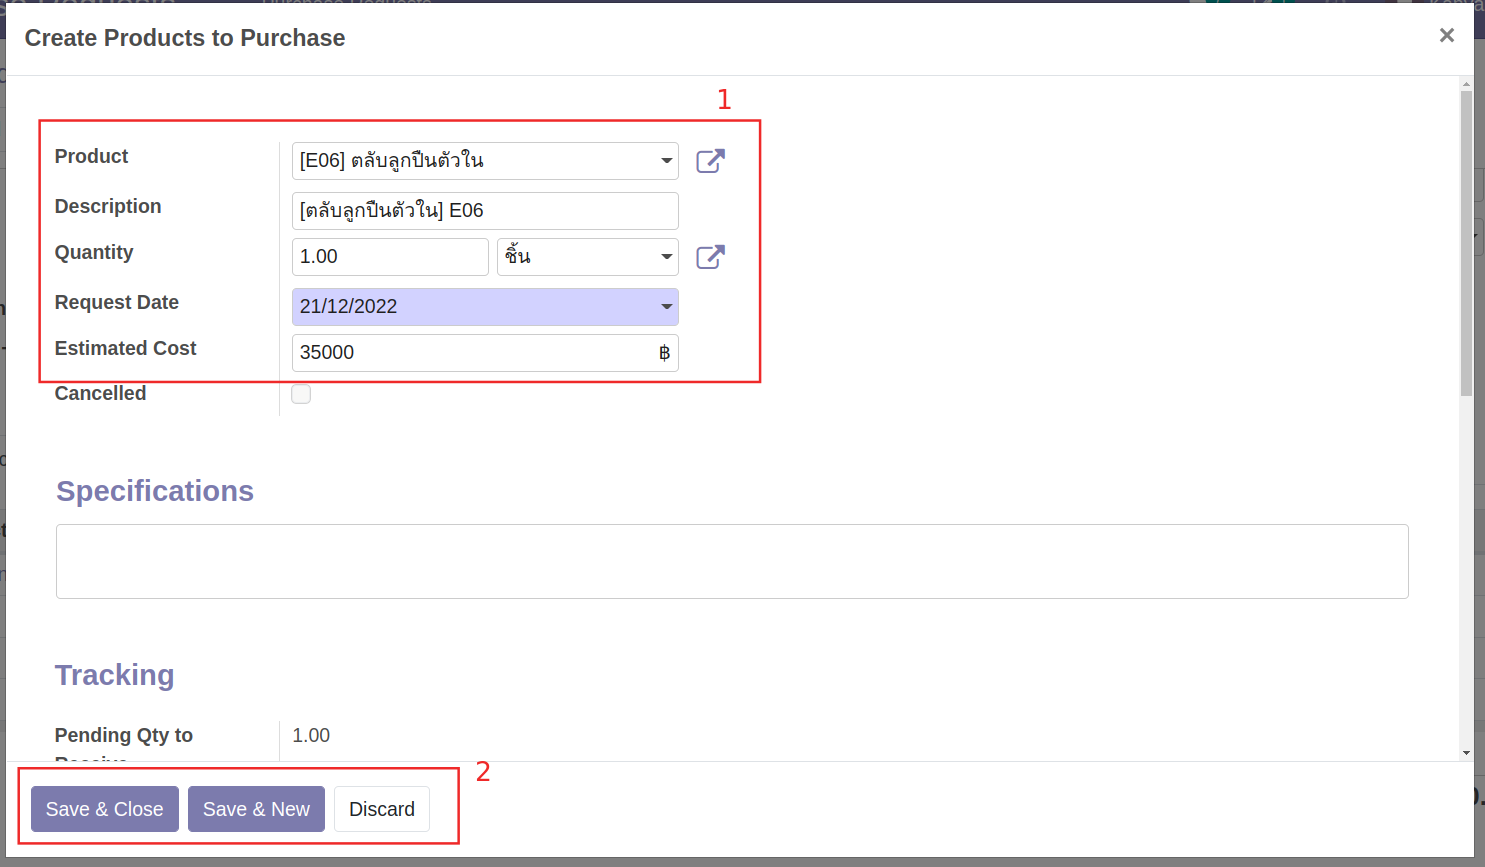 Create Products to Purchase ×
1
Product [E06] ตลับลูกปืนตัวใน
Description [ตลับลูกปืนตัวใน] E06
Quantity 1.00 ชิ้น
Request Date 21/12/2022
Estimated Cost 35000 ฿
Cancelled
Specifications
Tracking
Pending Qty to 1.00
2
Save & Close Save & New Discard